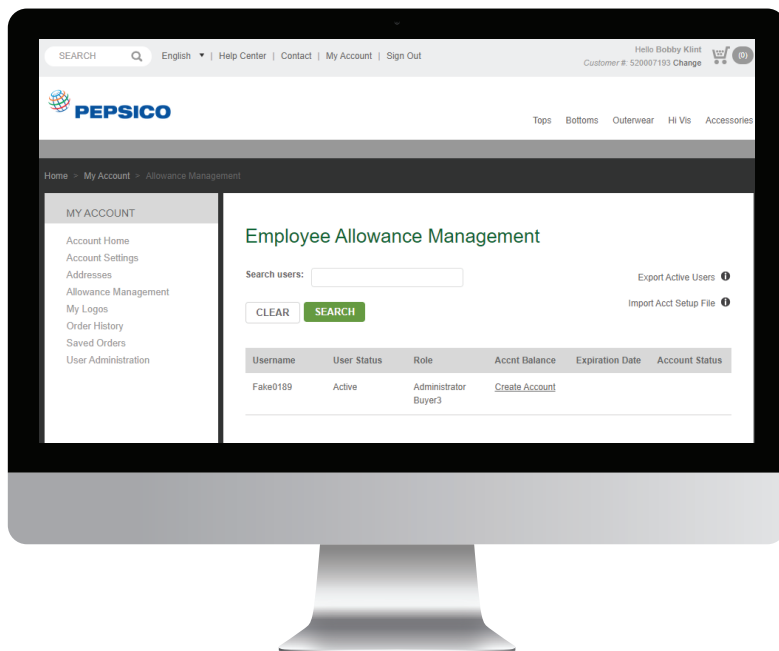 SEARCH English ▼ | Help Center | Contact | My Account | Sign Out
Hello Bobby Klint
Customer #: 520007193 Change (0)
PEPSICO
Tops Bottoms Outerwear Hi Vis Accessories
Home > My Account > Allowance Management
MY ACCOUNT
Account Home
Account Settings
Addresses
Allowance Management
My Logos
Order History
Saved Orders
User Administration
Employee Allowance Management
Search users:
Export Active Users
Import Acct Setup File
CLEAR SEARCH
Username User Status Role Accnt Balance Expiration Date Account Status
Fake0189 Active Administrator Create Account
Buyer3